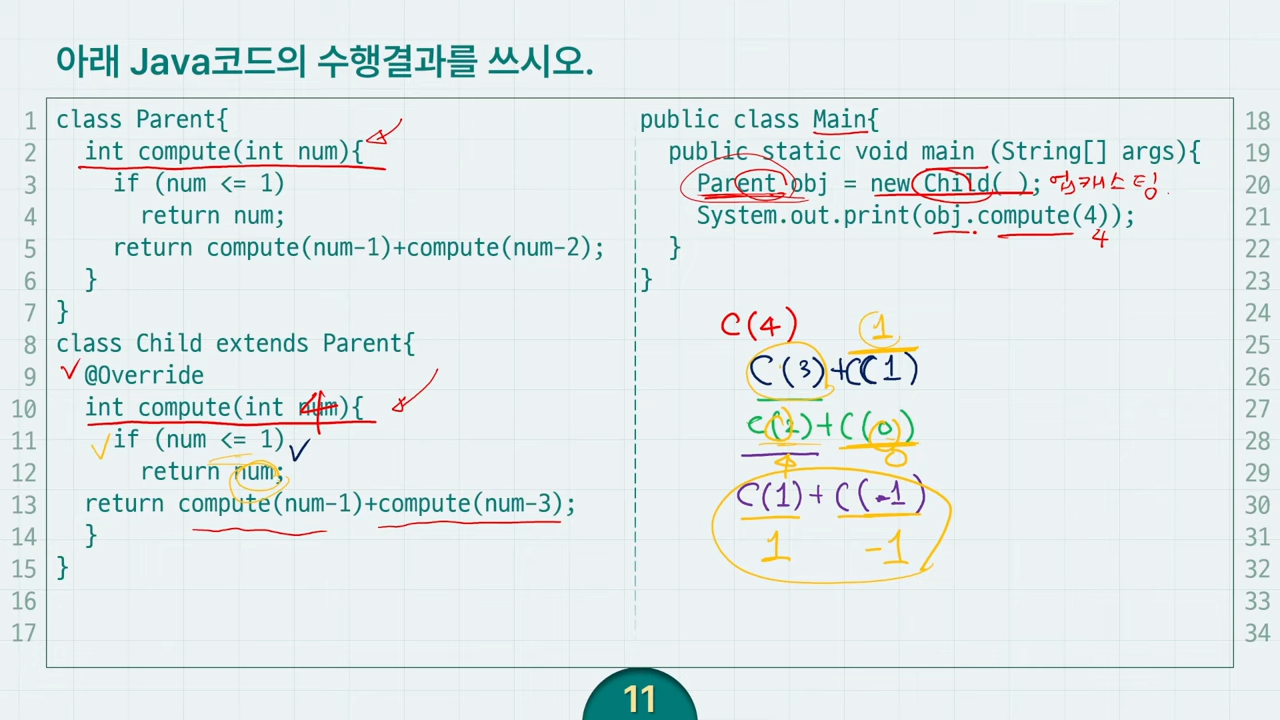 아래 Java코드의 수행결과를 쓰시오.
1 class Parent{
2 int compute(int num){
3 if (num <= 1)
4 return num;
5 return compute(num-1)+compute(num-2);
6 }
7 }
8 class Child extends Parent{
9 @Override
10 int compute(int num){
11 if (num <= 1)
12 return num;
13 return compute(num-1)+compute(num-3);
14 }
15 }
16
17
public class Main{ 18
public static void main (String[] args){ 19
Parent obj = new Child( ); 업캐스팅 20
System.out.print(obj.compute(4)); 21
4
} 22
} 23
24
C(4) 1
25
C(3)+C(1) 26
27
C(2)+C(0) 28
0
29
C(1)+C(-1) 30
1 -1 31
32
33
34
11